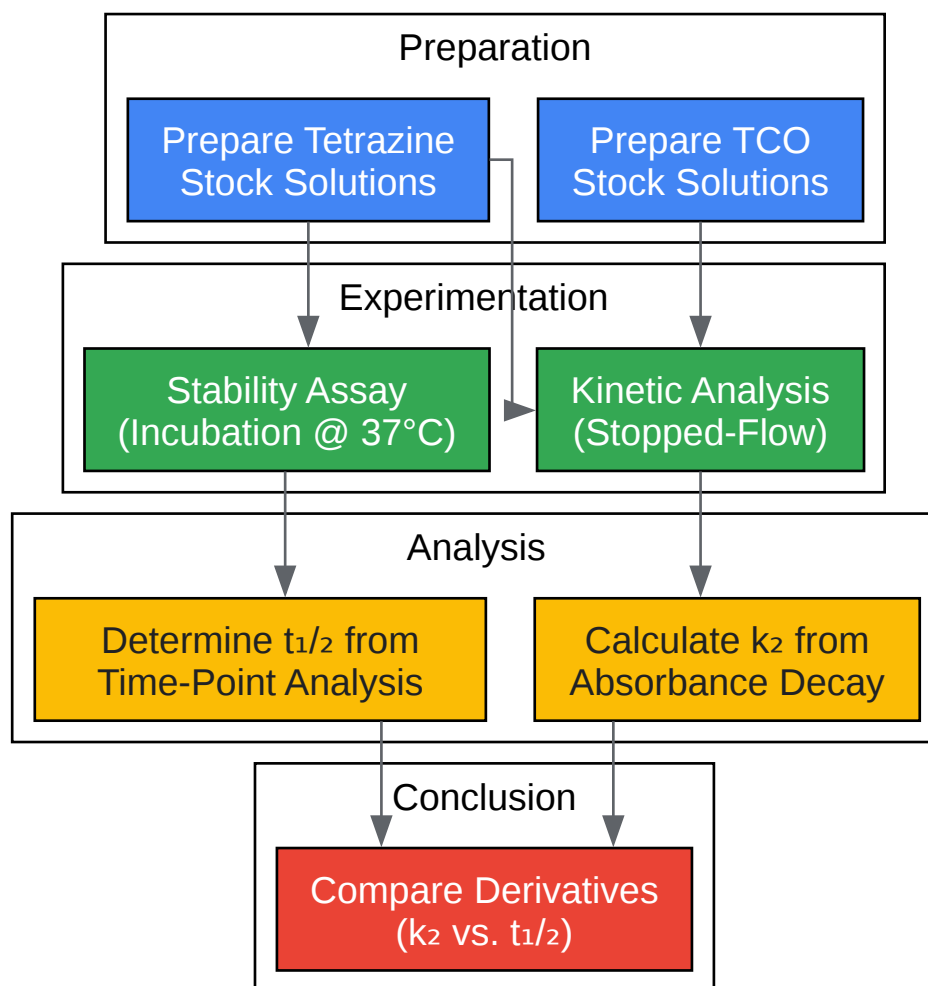 Preparation
Prepare Tetrazine
Stock Solutions
Prepare TCO
Stock Solutions
Experimentation
Stability Assay
(Incubation @ 37°C)
Kinetic Analysis
(Stopped-Flow)
Analysis
Determine t₁/₂ from
Time-Point Analysis
Calculate k₂ from
Absorbance Decay
Conclusion
Compare Derivatives
(k₂ vs. t₁/₂)